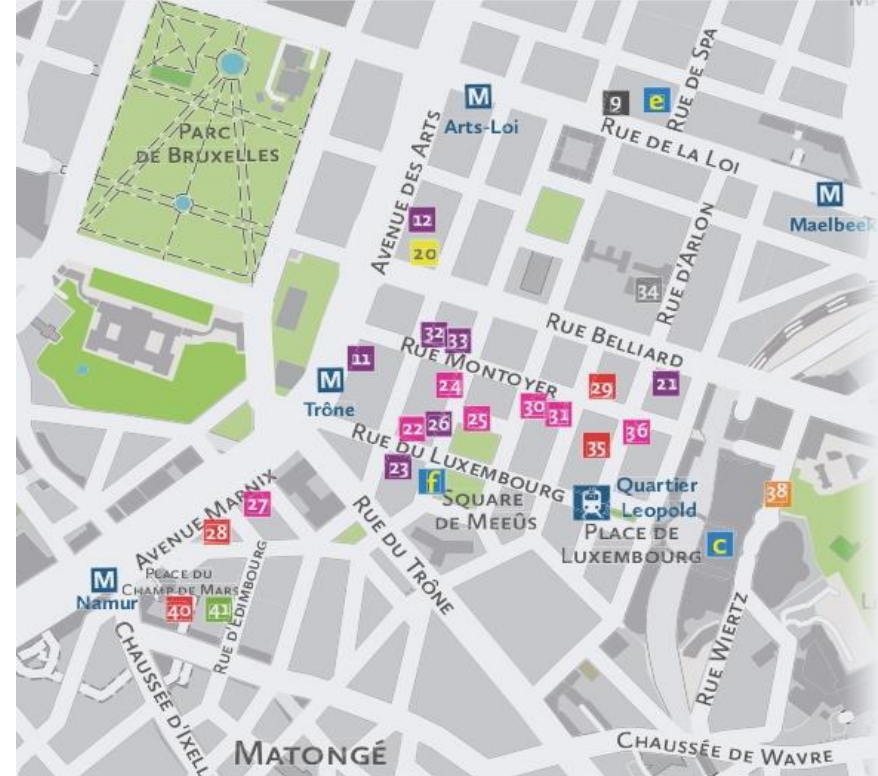 RUE DE SPA
9
e
M
Arts-Loi
PARC
DE BRUXELLES
RUE DE LA LOI
AVENUE DES ARTS
M
Maelbeek
12
20
RUE D'ARLON
34
RUE BELLIARD
32
33
RUE MONTOYER
11
M
Trône
24
29
21
30
31
22
26
25
36
35
RUE DU LUXEMBOURG
23
f
SQUARE
DE MEEÛS
Quartier
Leopold
38
PLACE DE
LUXEMBOURG
c
AVENUE MARNIX
27
28
RUE DU TRÔNE
M
Namur
PLACE DU
CHAMP DE MARS
40
41
RUE D'EDIMBOURG
RUE WIERTZ
CHAUSSÉE D'IXELL
MATONGÉ
CHAUSSÉE DE WAVRE